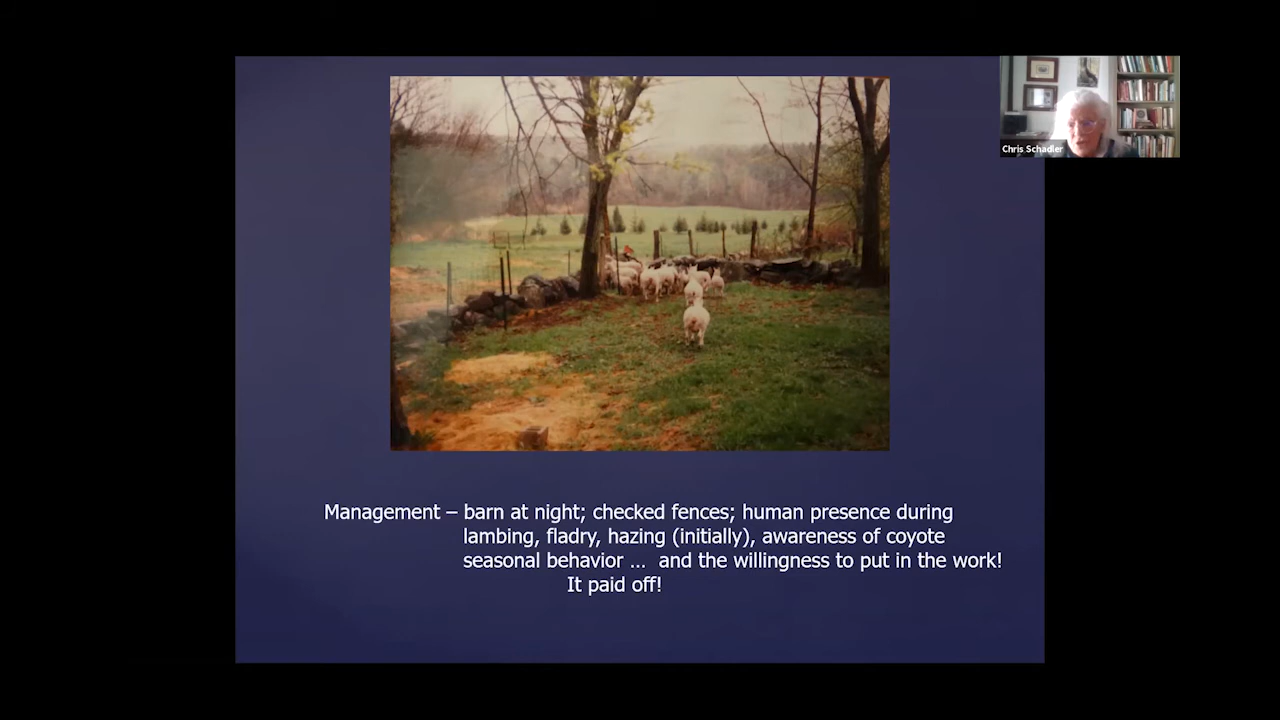 Chris Schadler
Management – barn at night; checked fences; human presence during
lambing, fladry, hazing (initially), awareness of coyote
seasonal behavior ... and the willingness to put in the work!
It paid off!